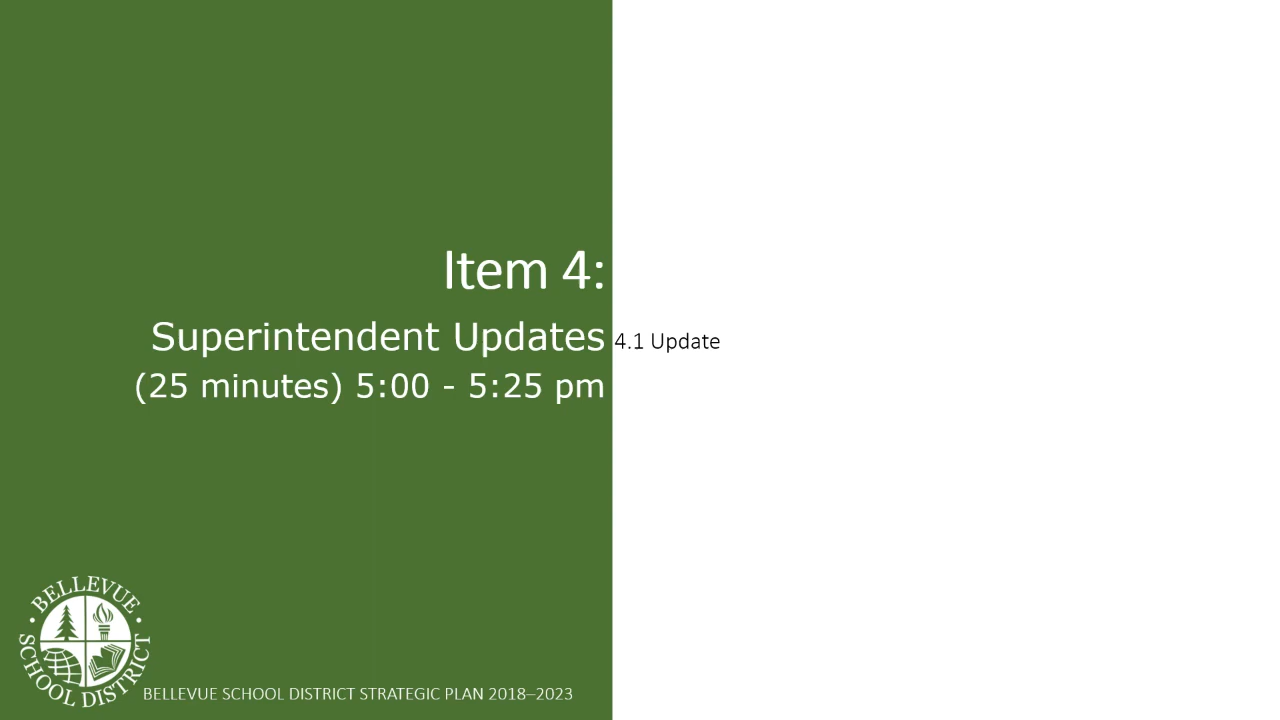 Item 4:
Superintendent Updates
(25 minutes) 5:00 - 5:25 pm
4.1 Update
• BELLEVUE •
SCHOOL DISTRICT
BELLEVUE SCHOOL DISTRICT STRATEGIC PLAN 2018–2023